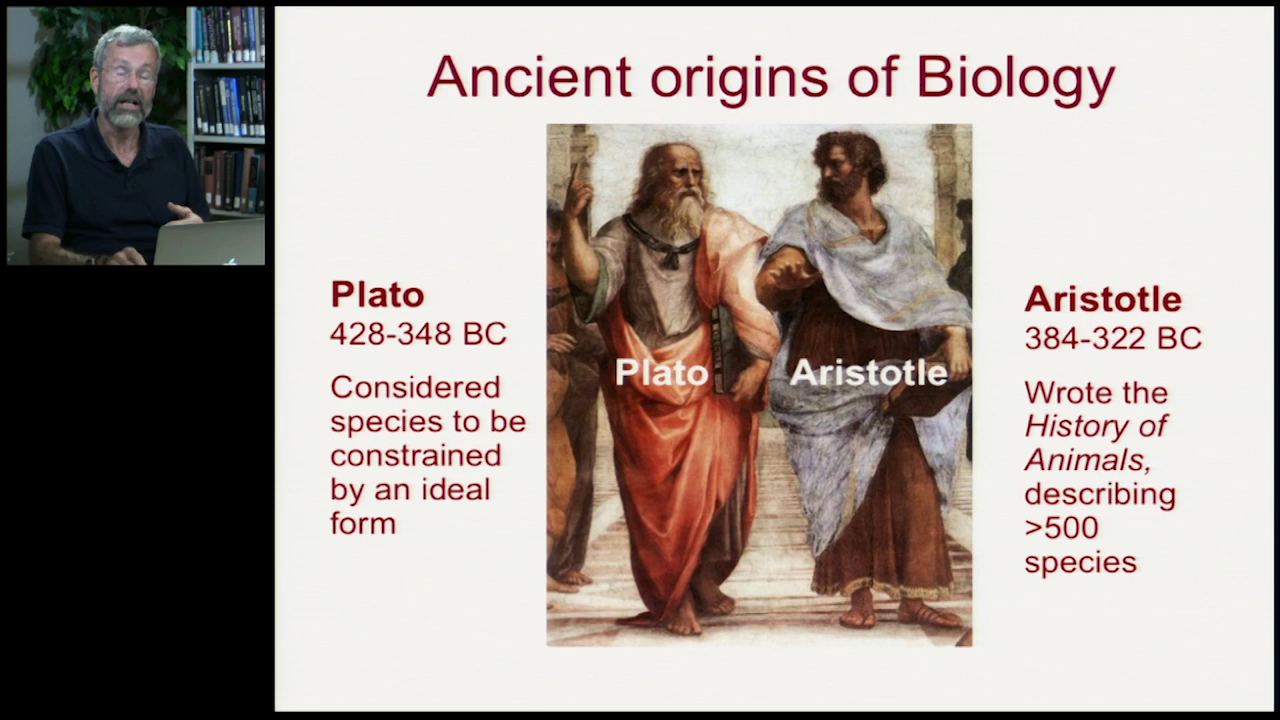 Ancient origins of Biology
Plato
428-348 BC
Considered
species to be
constrained
by an ideal
form
Plato
Aristotle
Aristotle
384-322 BC
Wrote the
History of
Animals,
describing
>500
species